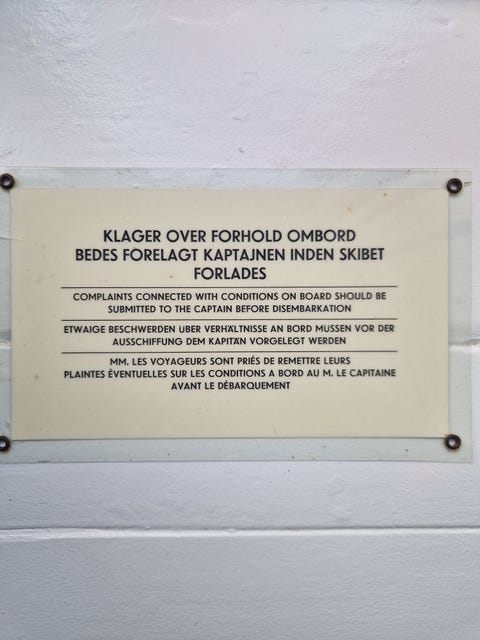 KLAGER OVER FORHOLD OMBORD
BEDES FORELAGT KAPTAJNEN INDEN SKIBET
FORLADES
COMPLAINTS CONNECTED WITH CONDITIONS ON BOARD SHOULD BE
SUBMITTED TO THE CAPTAIN BEFORE DISEMBARKATION
ETWAIGE BESCHWERDEN UBER VERHÄLTNISSE AN BORD MUSSEN VOR DER
AUSSCHIFFUNG DEM KAPITÄN VORGELEGT WERDEN
MM. LES VOYAGEURS SONT PRIÉS DE REMETTRE LEURS
PLAINTES ÉVENTUELLES SUR LES CONDITIONS A BORD AU M. LE CAPITAINE
AVANT LE DÉBARQUEMENT